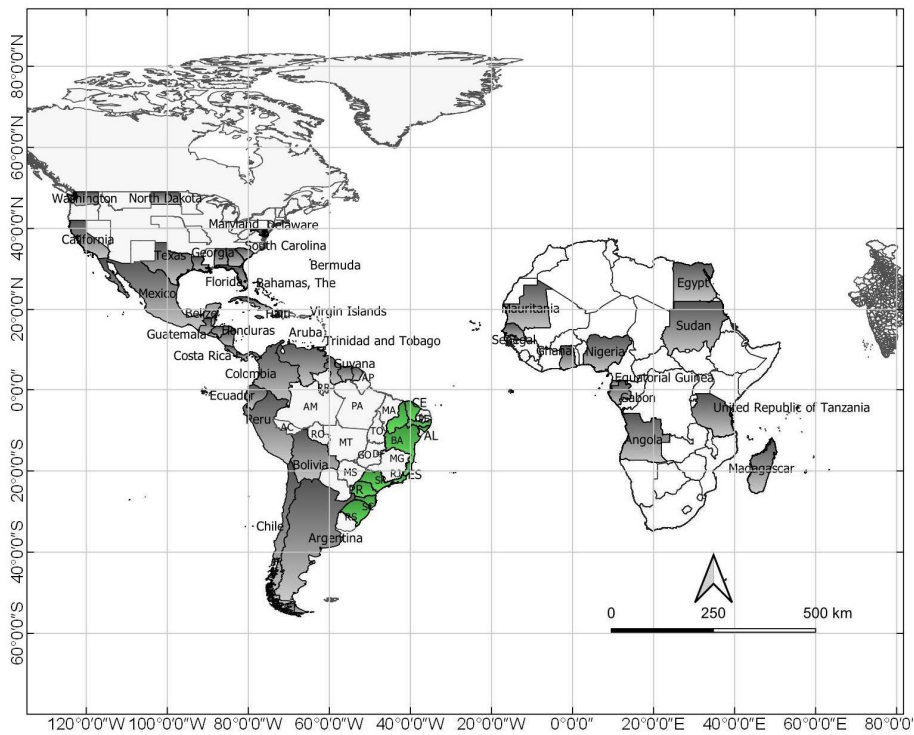 80°0'0"N
60°0'0"N
40°0'0"N
20°0'0"N
0°0'0"
20°0'0"S
40°0'0"S
60°0'0"S
Washington
North Dakota
Maryland
Delaware
California
Texas
Georgia
South Carolina
Bermuda
Florida
Bahamas, The
Mexico
Belize
Haiti
Virgin Islands
Guatemala
Honduras
Aruba
Trinidad and Tobago
Costa Rica
Guyana
Colombia
AP
Ecuador
RR
AM
PA
MA
CE
Peru
AC
RO
TO
BA
AL
MT
GO
DF
Bolivia
MG
MS
RJ
ES
SP
PR
SC
RS
Chile
Argentina
Egypt
Mauritania
Sudan
Senegal
Ghana
Nigeria
Equatorial Guinea
Gabon
United Republic of Tanzania
Angola
Madagascar
0 250 500 km
120°0'0"W 100°0'0"W 80°0'0"W 60°0'0"W 40°0'0"W 20°0'0"W 0°0'0" 20°0'0"E 40°0'0"E 60°0'0"E 80°0'0"